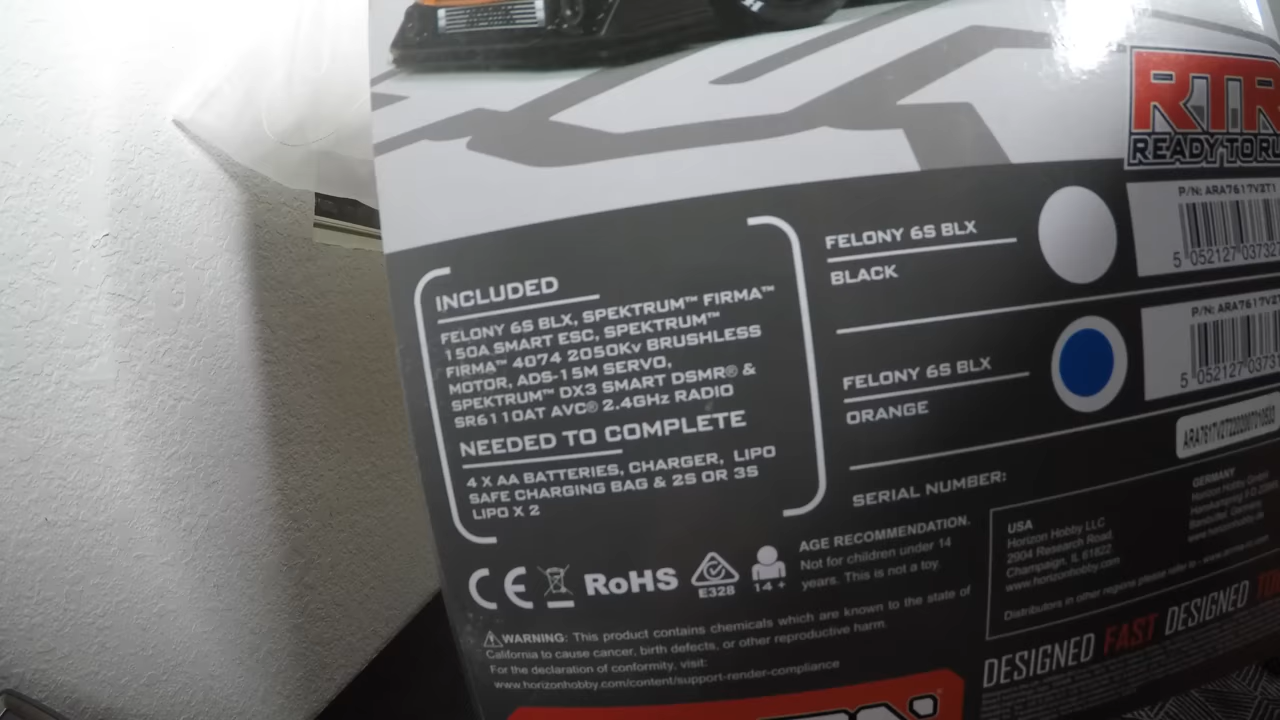 RTR
INCLUDED
FELONY 6S BLX, SPEKTRUM™ FIRMA™
150A SMART ESC, SPEKTRUM™
FIRMA™ 4074 2050Kv BRUSHLESS
MOTOR, ADS-15M SERVO,
SPEKTRUM™ DX3 SMART DSMR® &
SR6110AT AVC® 2.4GHz RADIO
NEEDED TO COMPLETE
4 X AA BATTERIES, CHARGER, LIPO
SAFE CHARGING BAG & 2S OR 3S
LIPO X 2
FELONY 6S BLX
BLACK
P/N: ARA7617V2T1
5 052127 03732
FELONY 6S BLX
ORANGE
P/N: ARA7617V2T
5 052127 0373
SERIAL NUMBER:
CE
RoHS
E328
14 +
AGE RECOMMENDATION.
Not for children under 14
years. This is not a toy.
WARNING: This product contains chemicals which are known to the state of
California to cause cancer, birth defects, or other reproductive harm.
For the declaration of conformity, visit:
www.horizonhobby.com/content/support-render-compliance
USA
Horizon Hobby LLC
2904 Research Road
Champaign, IL 61822
www.horizonhobby.com
GERMANY
Distributors in other regions please refer to -
DESIGNED FAST DESIGNED